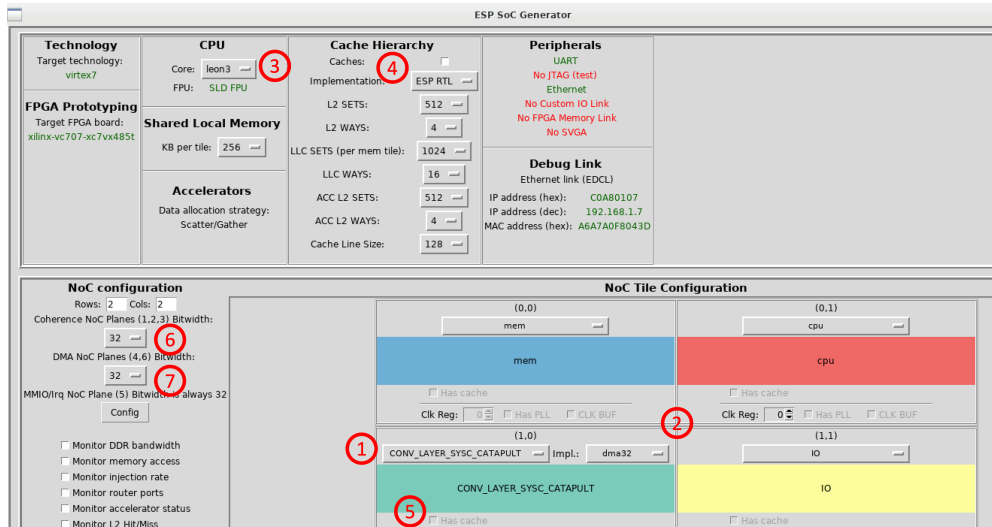 ESP SoC Generator
Technology
Target technology:
virtex7
FPGA Prototyping
Target FPGA board:
xilinx-vc707-xc7vx485t
CPU
Core: leon3
3
FPU: SLD FPU
Shared Local Memory
KB per tile: 256
Accelerators
Data allocation strategy:
Scatter/Gather
Cache Hierarchy
Caches:
4
Implementation: ESP RTL
L2 SETS: 512
L2 WAYS: 4
LLC SETS (per mem tile): 1024
LLC WAYS: 16
ACC L2 SETS: 512
ACC L2 WAYS: 4
Cache Line Size: 128
Peripherals
UART
No JTAG (test)
Ethernet
No Custom IO Link
No FPGA Memory Link
No SVGA
Debug Link
Ethernet link (EDCL)
IP address (hex): C0A80107
IP address (dec): 192.168.1.7
MAC address (hex): A6A7A0F8043D
NoC configuration
Rows: 2 Cols: 2
Coherence NoC Planes (1,2,3) Bitwidth:
32
6
DMA NoC Planes (4,6) Bitwidth:
32
7
MMIO/Irq NoC Plane (5) Bitwidth is always 32
Config
Monitor DDR bandwidth
Monitor memory access
Monitor injection rate
Monitor router ports
Monitor accelerator status
Monitor L2 Hit/Miss
NoC Tile Configuration
(0,0)
mem
mem
Has cache
Clk Reg: 0 Has PLL CLK BUF
(0,1)
cpu
cpu
Has cache
Clk Reg: 0 Has PLL CLK BUF
2
1
(1,0)
CONV_LAYER_SYSC_CATAPULT Impl.: dma32
CONV_LAYER_SYSC_CATAPULT
5
Has cache
(1,1)
IO
IO
Has cache